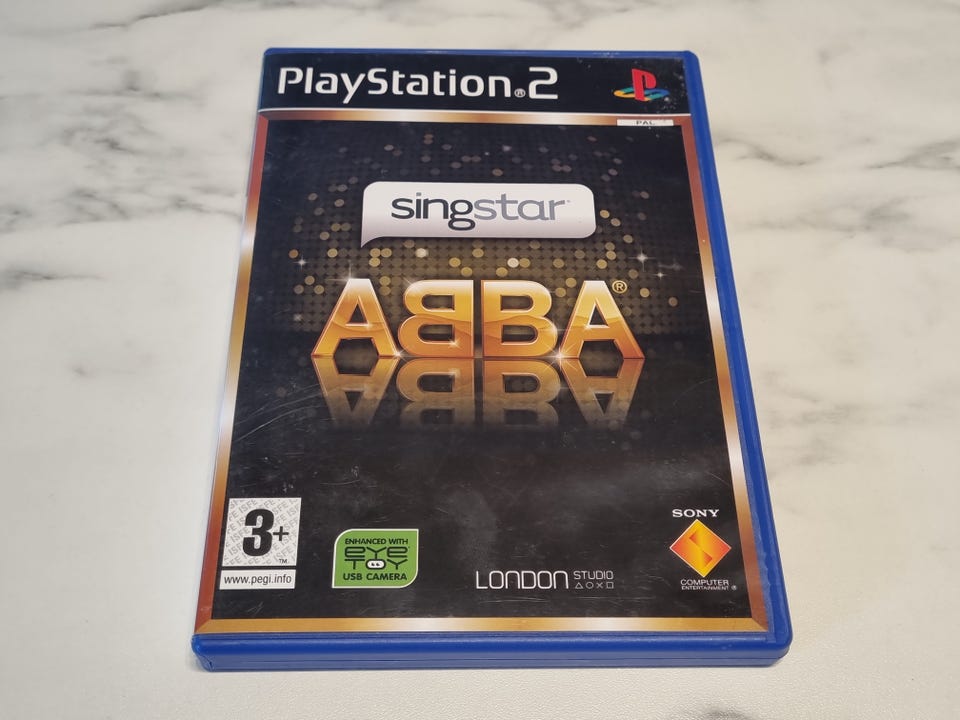 PlayStation®2
PAL
singstar®
ABBA®
3+
™
www.pegi.info
ENHANCED WITH
EYE
TOY
USB CAMERA
LONDON STUDIO
SONY
COMPUTER
ENTERTAINMENT®